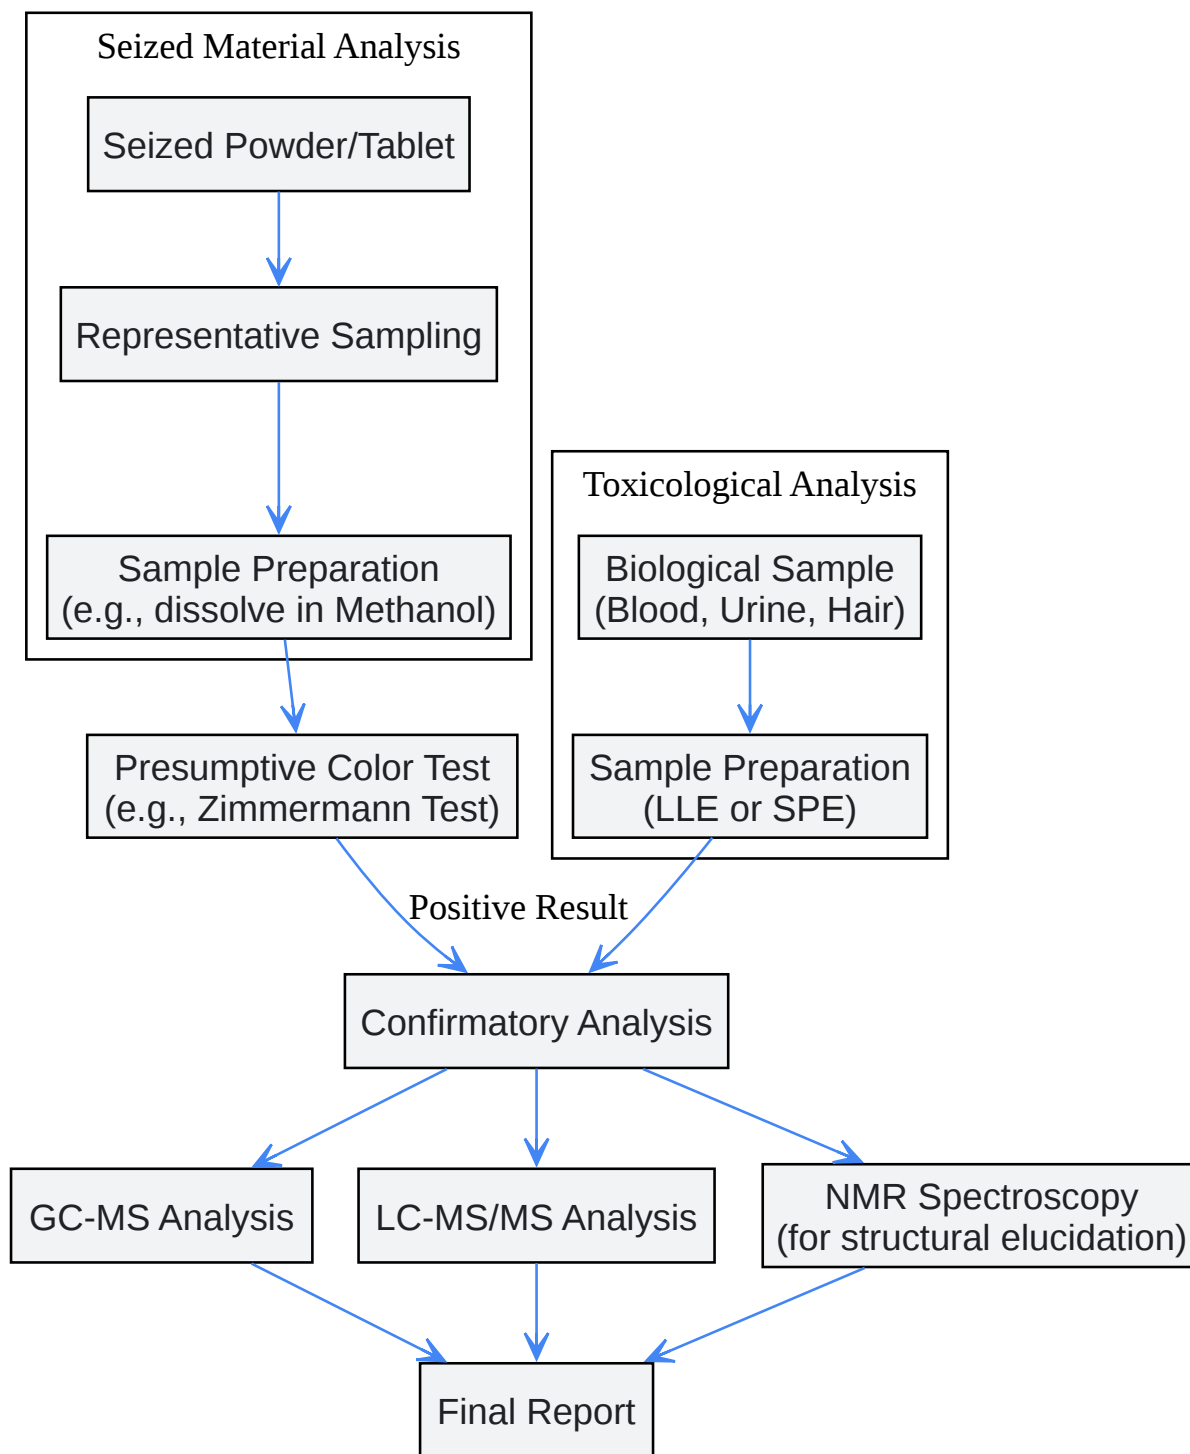 Seized Material Analysis
Seized Powder/Tablet
Representative Sampling
Sample Preparation
(e.g., dissolve in Methanol)
Toxicological Analysis
Biological Sample
(Blood, Urine, Hair)
Presumptive Color Test
(e.g., Zimmermann Test)
Sample Preparation
(LLE or SPE)
Positive Result
Confirmatory Analysis
GC-MS Analysis
LC-MS/MS Analysis
NMR Spectroscopy
(for structural elucidation)
Final Report